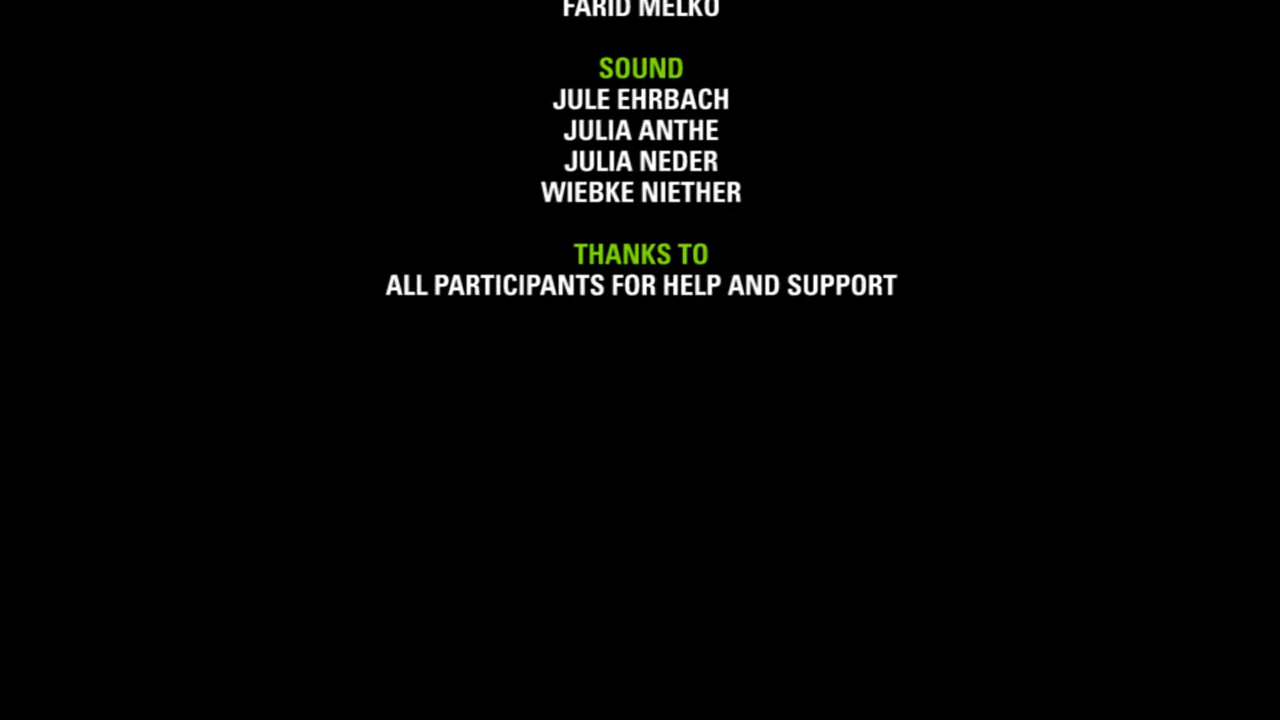 FARID MELKO
SOUND
JULE EHRBACH
JULIA ANTHE
JULIA NEDER
WIEBKE NIETHER
THANKS TO
ALL PARTICIPANTS FOR HELP AND SUPPORT